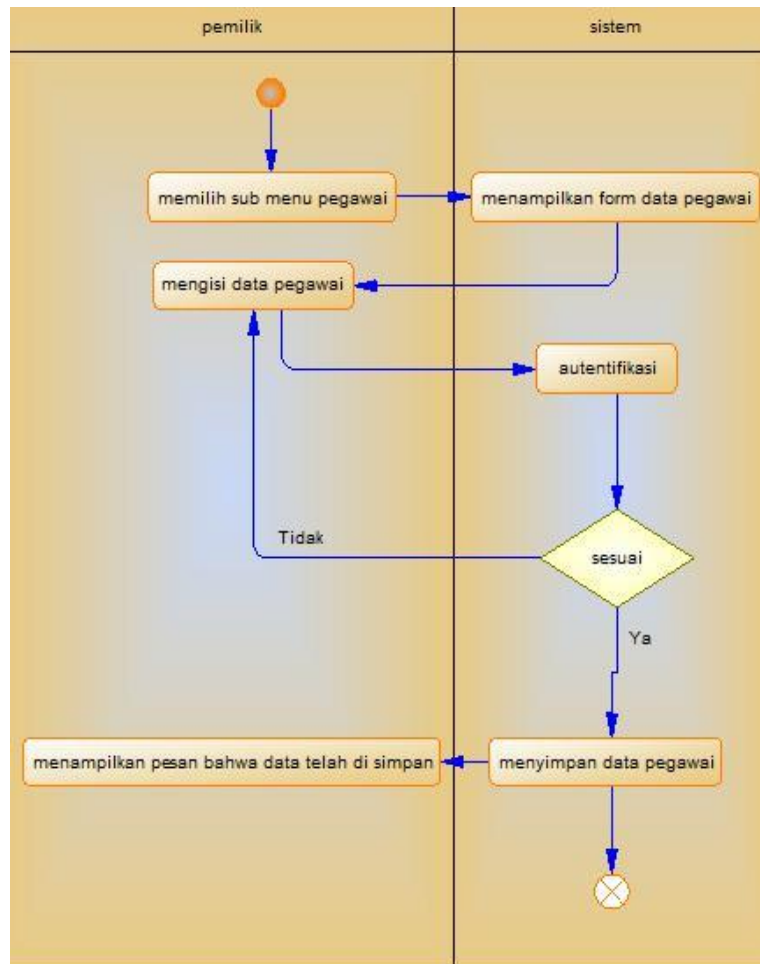 pemilik
sistem
memilih sub menu pegawai
menampilkan form data pegawai
mengisi data pegawai
autentifikasi
Tidak
sesuai
Ya
menampilkan pesan bahwa data telah di simpan
menyimpan data pegawai